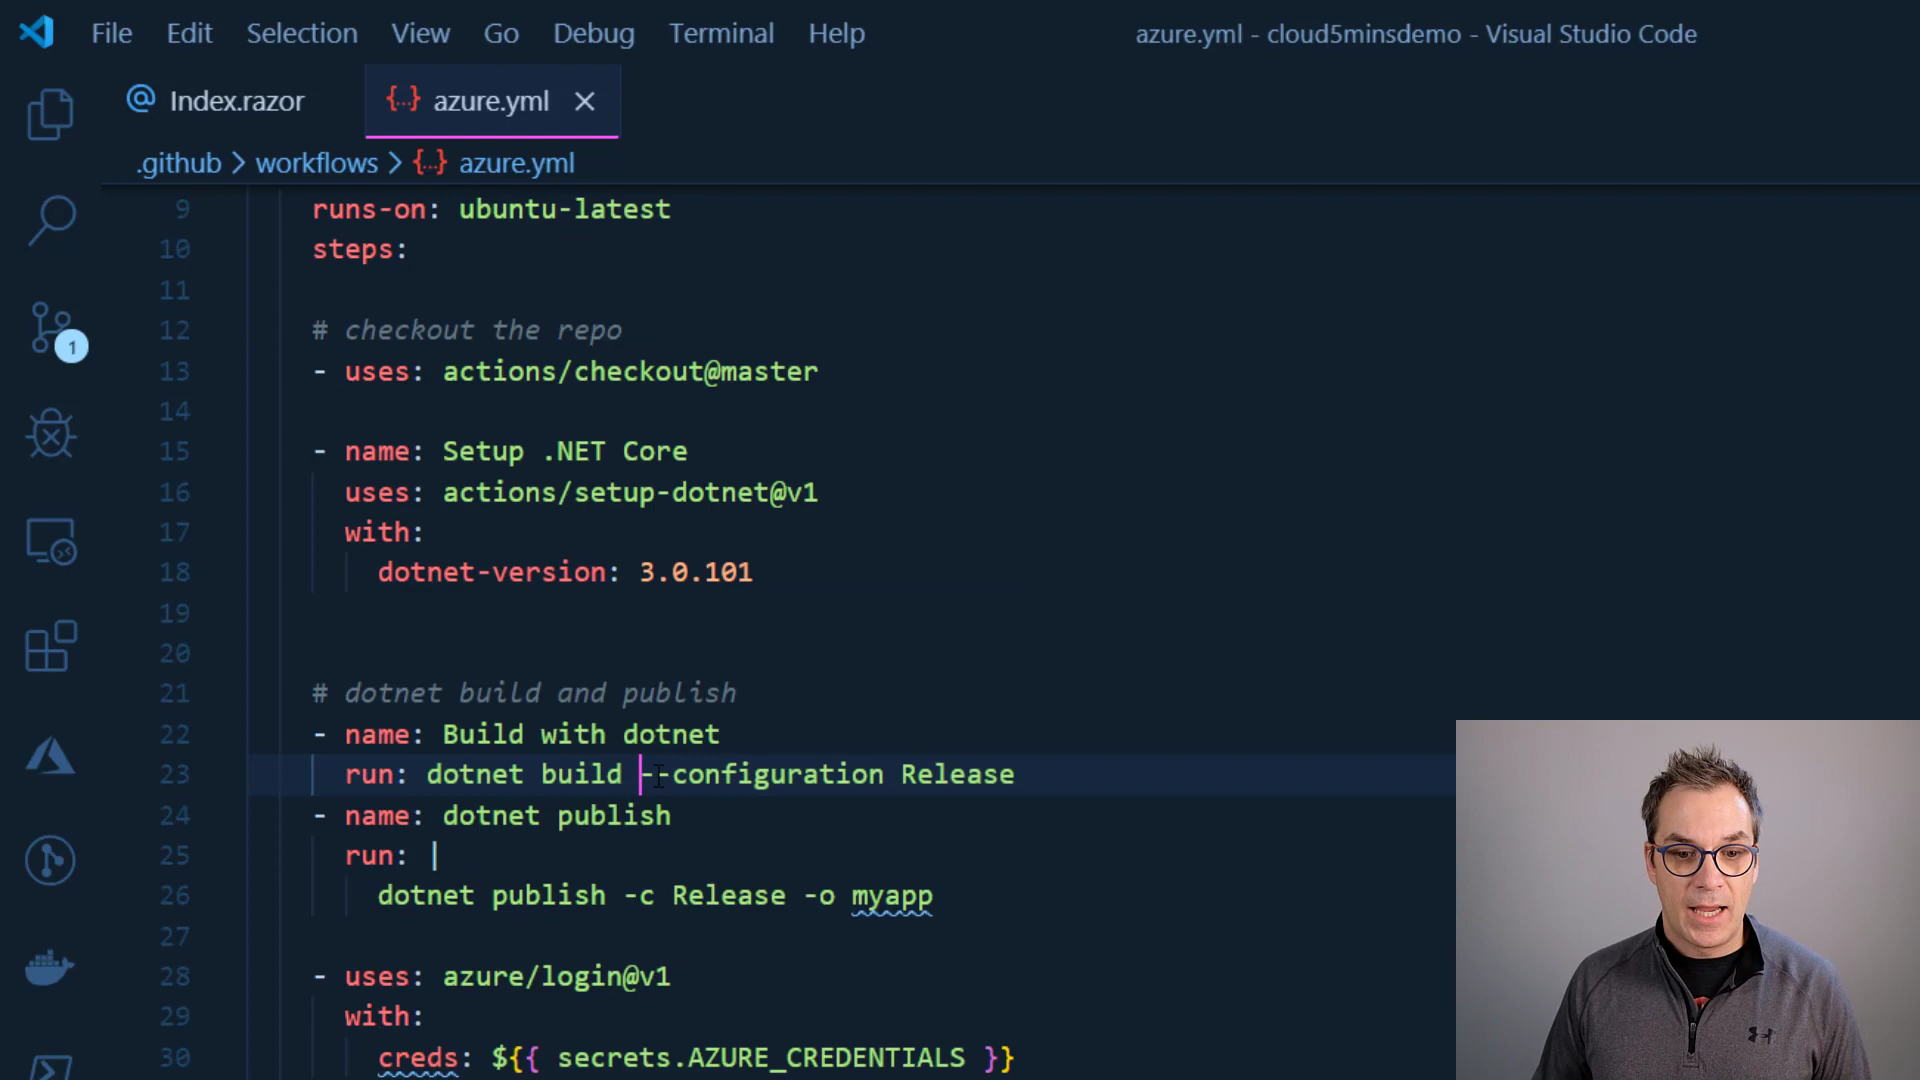 File Edit Selection View Go Debug Terminal Help
azure.yml - cloud5minsdemo - Visual Studio Code
Index.razor
{..} azure.yml
.github > workflows > {..} azure.yml
9 runs-on: ubuntu-latest
10 steps:
11
12 # checkout the repo
13 - uses: actions/checkout@master
14
15 - name: Setup .NET Core
16 uses: actions/setup-dotnet@v1
17 with:
18 dotnet-version: 3.0.101
19
20
21 # dotnet build and publish
22 - name: Build with dotnet
23 run: dotnet build --configuration Release
24 - name: dotnet publish
25 run: |
26 dotnet publish -c Release -o myapp
27
28 - uses: azure/login@v1
29 with:
30 creds: ${{ secrets.AZURE_CREDENTIALS }}
1